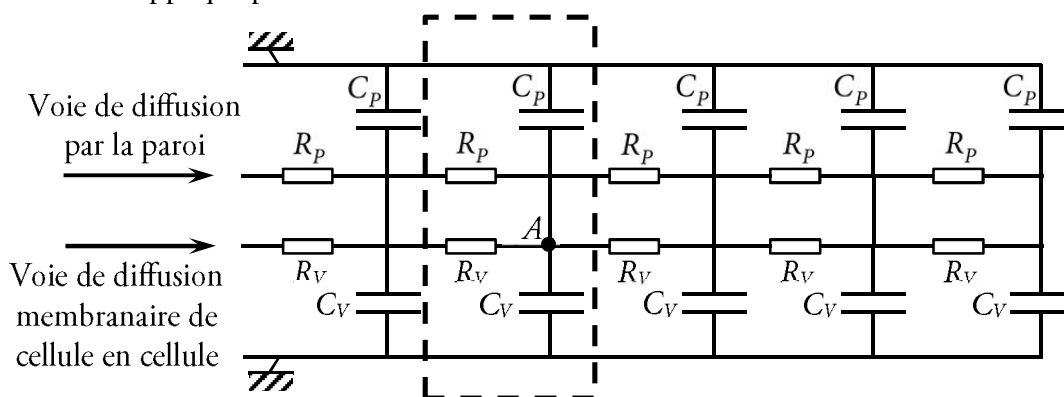 Voie de diffusion
par la paroi
Voie de diffusion
membranaire de
cellule en cellule
C_P C_P C_P C_P C_P
R_P R_P R_P R_P R_P
A
R_V R_V R_V R_V R_V
C_V C_V C_V C_V C_V